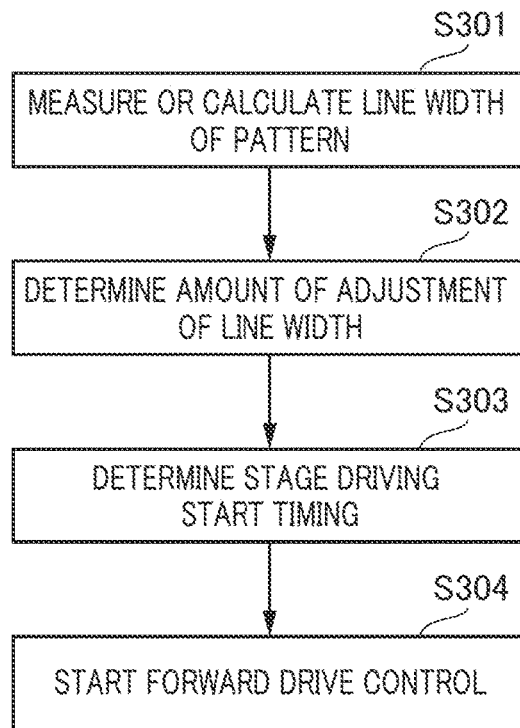 S301
MEASURE OR CALCULATE LINE WIDTH
OF PATTERN
S302
DETERMINE AMOUNT OF ADJUSTMENT
OF LINE WIDTH
S303
DETERMINE STAGE DRIVING
START TIMING
S304
START FORWARD DRIVE CONTROL